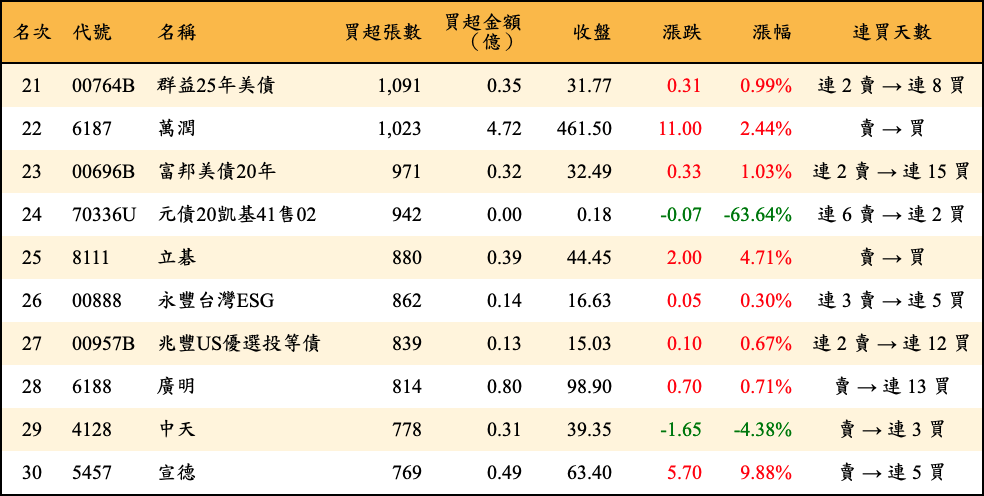 名次 代號 名稱 買超張數 買超金額（億） 收盤 漲跌 漲幅 連買天數
21 00764B 群益25年美債 1,091 0.35 31.77 0.31 0.99% 連 2 賣 → 連 8 買
22 6187 萬潤 1,023 4.72 461.50 11.00 2.44% 賣 → 買
23 00696B 富邦美債20年 971 0.32 32.49 0.33 1.03% 連 2 賣 → 連 15 買
24 70336U 元債20凱基41售02 942 0.00 0.18 -0.07 -63.64% 連 6 賣 → 連 2 買
25 8111 立碁 880 0.39 44.45 2.00 4.71% 賣 → 買
26 00888 永豐台灣ESG 862 0.14 16.63 0.05 0.30% 連 3 賣 → 連 5 買
27 00957B 兆豐US優選投等債 839 0.13 15.03 0.10 0.67% 連 2 賣 → 連 12 買
28 6188 廣明 814 0.80 98.90 0.70 0.71% 賣 → 連 13 買
29 4128 中天 778 0.31 39.35 -1.65 -4.38% 賣 → 連 3 買
30 5457 宣德 769 0.49 63.40 5.70 9.88% 賣 → 連 5 買